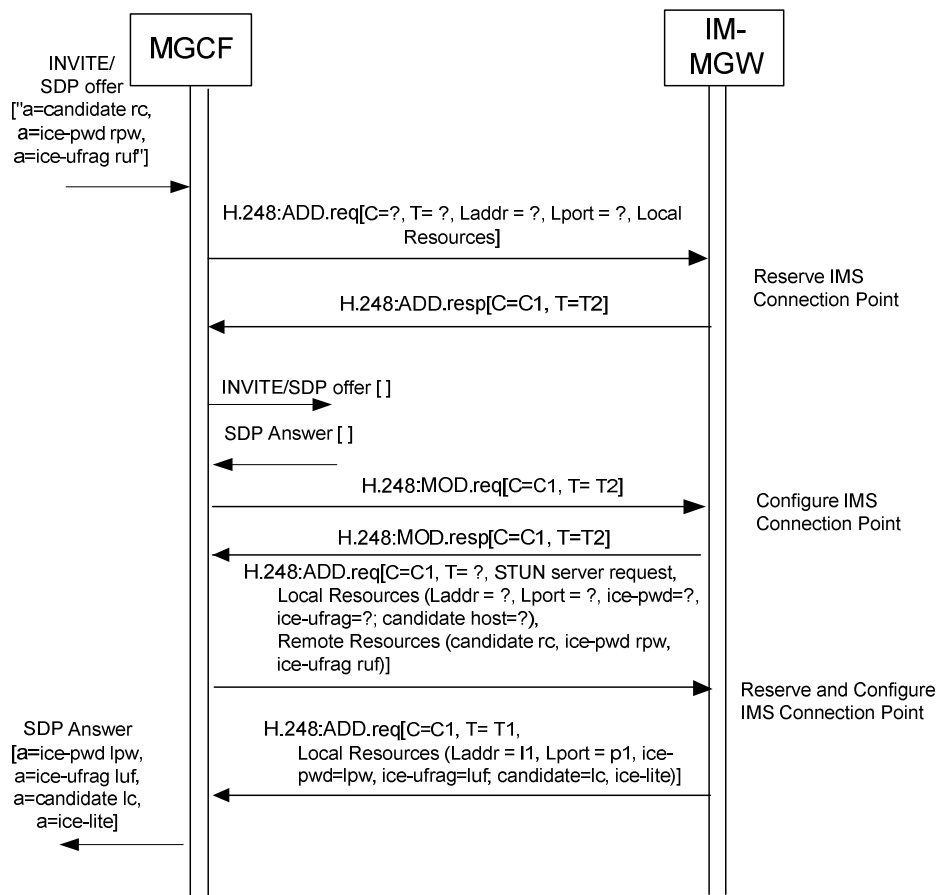 MGCF
IM-
MGW
INVITE/
SDP offer
["a=candidate rc,
a=ice-pwd rpw,
a=ice-ufrag ruf"]
H.248:ADD.req[C=?, T= ?, Laddr = ?, Lport = ?, Local
Resources]
Reserve IMS
Connection Point
H.248:ADD.resp[C=C1, T=T2]
INVITE/SDP offer [ ]
SDP Answer [ ]
H.248:MOD.req[C=C1, T= T2]
Configure IMS
Connection Point
H.248:MOD.resp[C=C1, T=T2]
H.248:ADD.req[C=C1, T= ?, STUN server request,
Local Resources (Laddr = ?, Lport = ?, ice-pwd=?,
ice-ufrag=?; candidate host=?),
Remote Resources (candidate rc, ice-pwd rpw,
ice-ufrag ruf)]
Reserve and Configure
IMS Connection Point
H.248:ADD.req[C=C1, T= T1,
Local Resources (Laddr = l1, Lport = p1, ice-
pwd=lpw, ice-ufrag=luf; candidate=lc, ice-lite)]
SDP Answer
[a=ice-pwd lpw,
a=ice-ufrag luf,
a=candidate lc,
a=ice-lite]